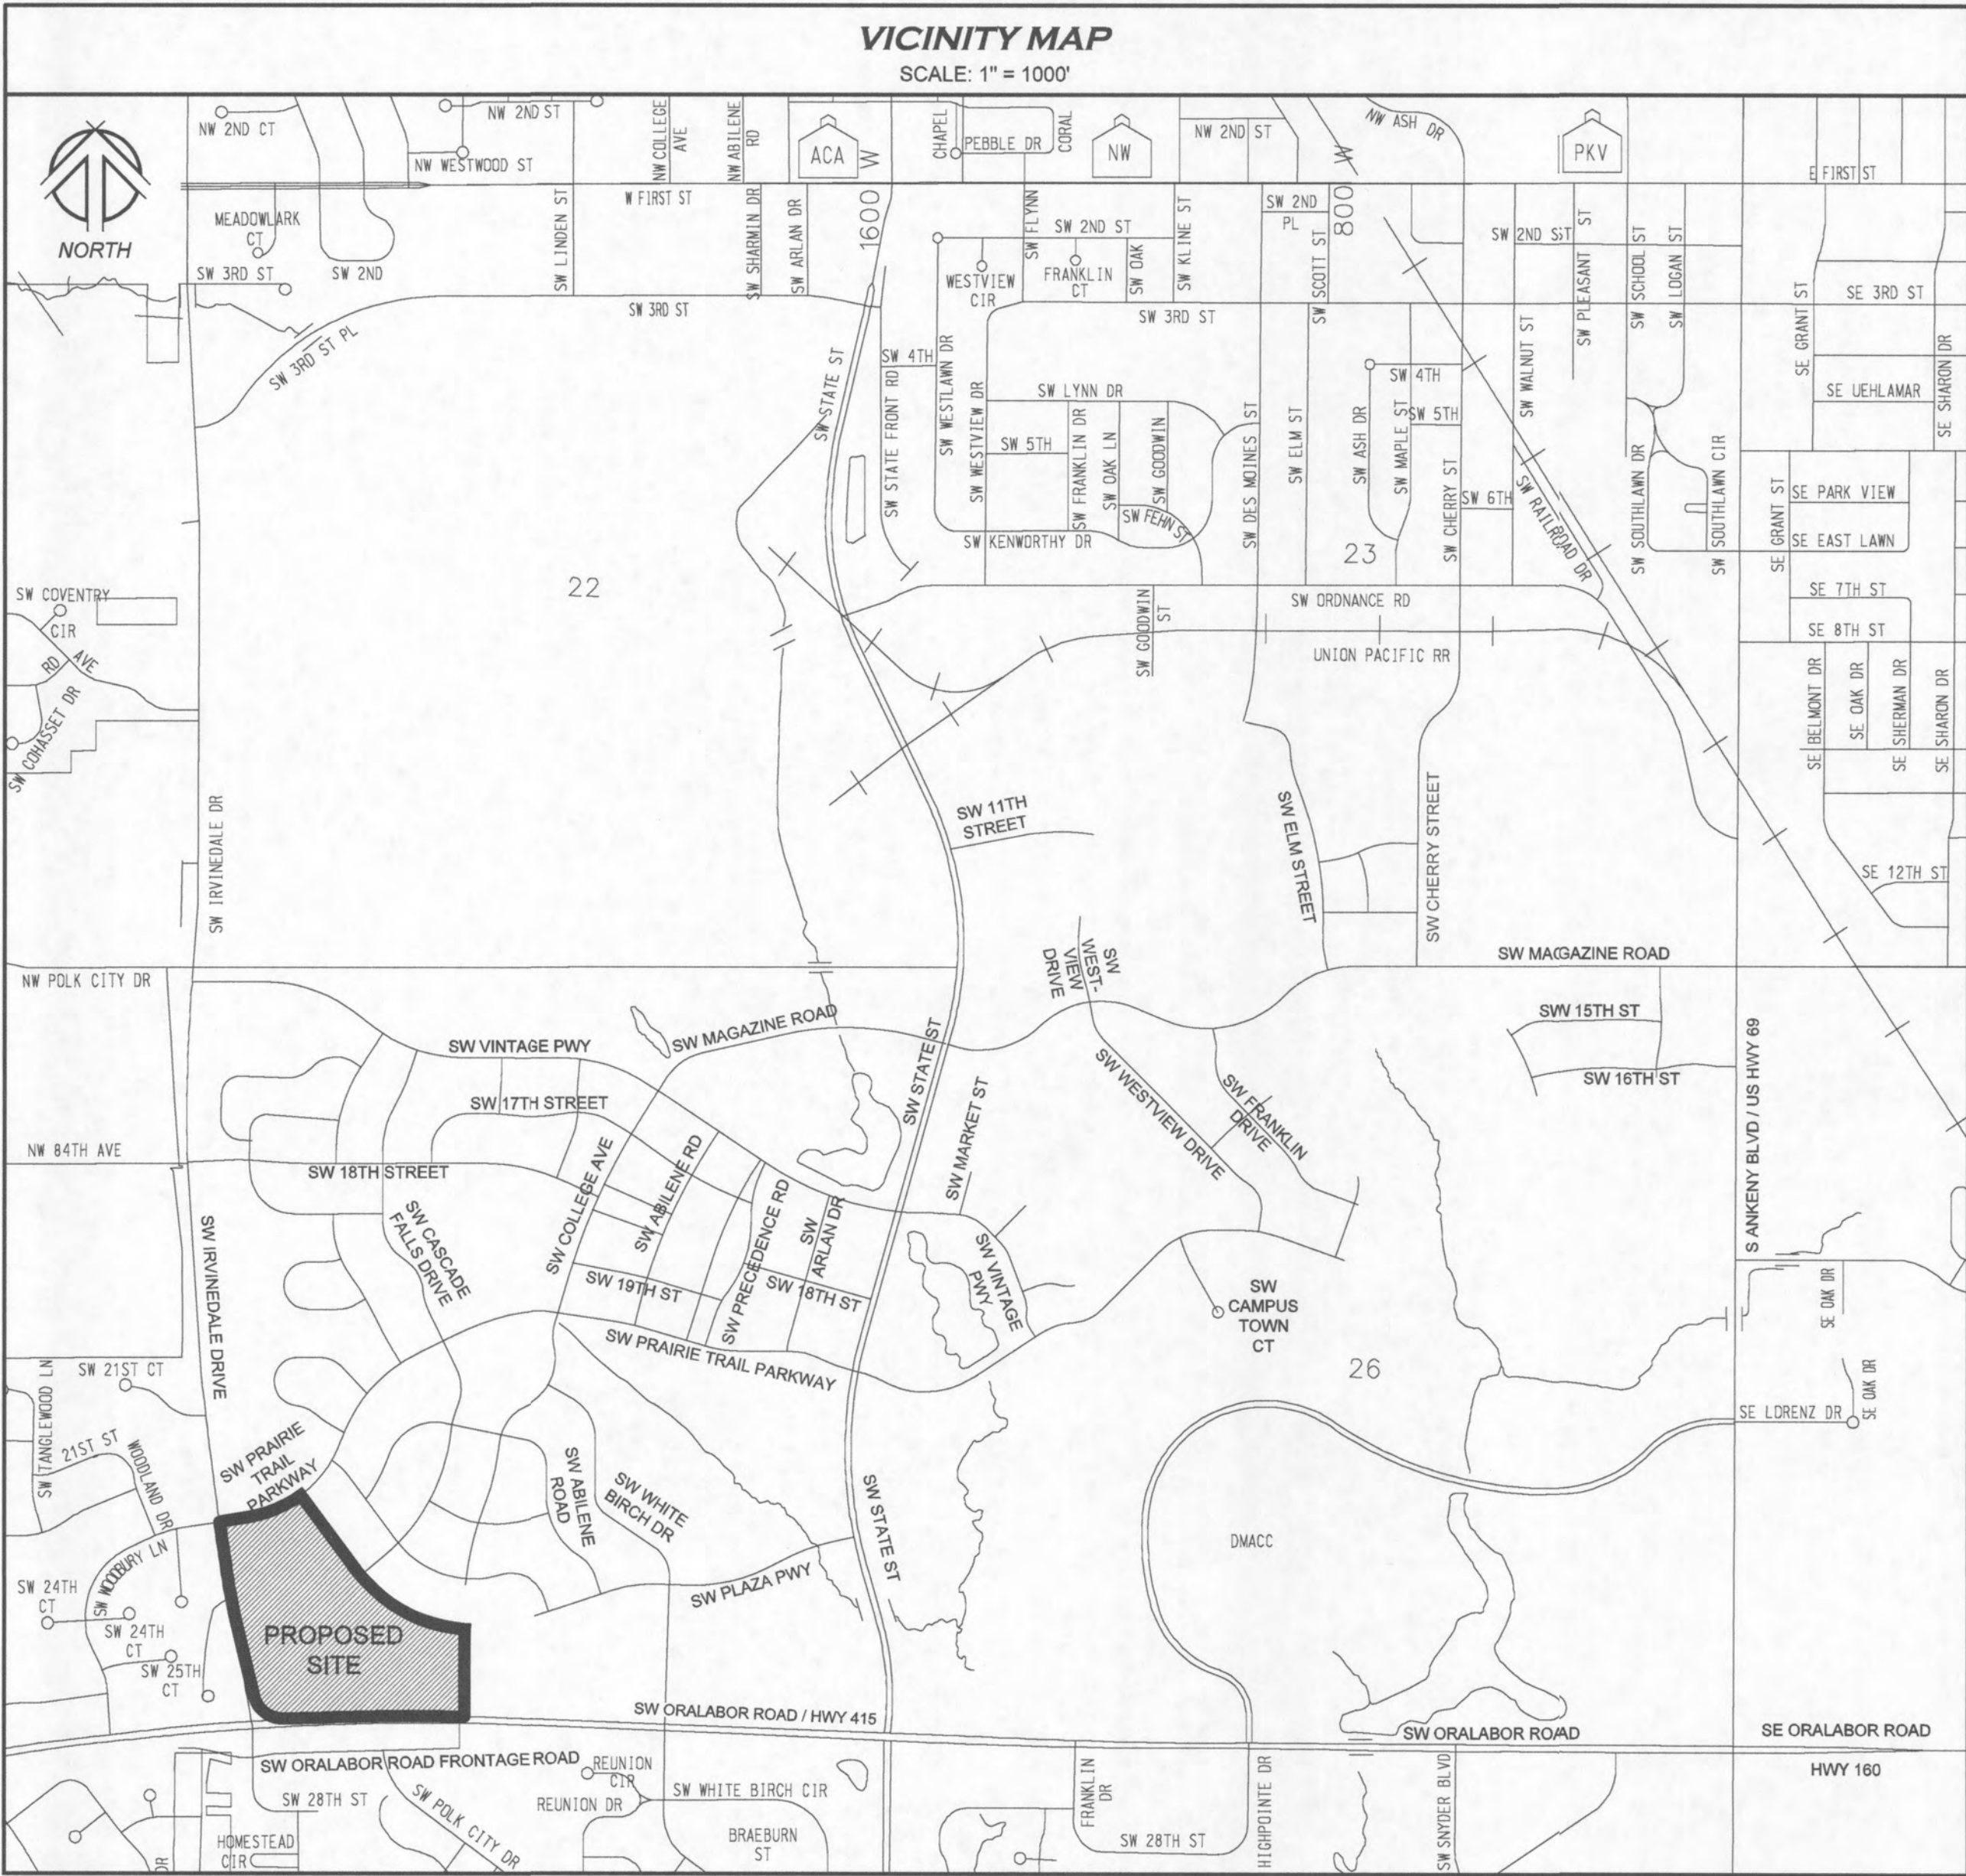 VICINITY MAP
SCALE: 1" = 1000'
NORTH
NW 2ND CT
NW 2ND ST
NW WESTWOOD ST
NW COLLEGE
AVE
NW ABILENE
RD
ACA
1600 W
CHAPEL
PEBBLE DR
CORAL
NW
NW 2ND ST
800 W
NW ASH DR
PKV
E FIRST ST
MEADOWLARK
CT
SW 3RD ST
SW 2ND
SW LINDEN ST
W FIRST ST
SW SHARMIN DR
SW ARLAN DR
SW 3RD ST
SW 3RD ST PL
SW FLYNN
SW 2ND ST
WESTVIEW
CIR
FRANKLIN
CT
SW OAK
SW KLINE ST
SW 2ND
PL
SW SCOTT ST
SW 3RD ST
SW 2ND SST
SW PLEASANT ST
SW SCHOOL ST
SW LOGAN ST
SE GRANT ST
SE 3RD ST
SE UEHLAMAR
SE SHARON DR
SW STATE ST
SW STATE FRONT RD
SW 4TH
SW WESTLAWN DR
SW WESTVIEW DR
SW LYNN DR
SW 5TH
SW FRANKLIN DR
SW OAK LN
SW GOODWIN
SW FEHN ST
SW KENWORTHY DR
SW DES MOINES ST
SW ELM ST
SW ASH DR
SW 4TH
SW MAPLE ST
SW 5TH
SW CHERRY ST
SW 6TH
SW WALNUT ST
SW RAILROAD DR
SW SOUTHLAWN DR
SW SOUTHLAWN CIR
SE GRANT ST
SE PARK VIEW
SE EAST LAWN
SE 7TH ST
SE 8TH ST
22
23
SW ORDNANCE RD
SW GOODWIN
ST
UNION PACIFIC RR
SW COVENTRY
CIR
RD
AVE
SW COHASSET DR
SW IRVINEDALE DR
SE BELMONT DR
SE OAK DR
SE SHERMAN DR
SE SHARON DR
SE 12TH ST
SW 11TH
STREET
SW ELM STREET
SW CHERRY STREET
SW MAGAZINE ROAD
NW POLK CITY DR
SW
WEST-
VIEW
DRIVE
SW VINTAGE PWY
SW MAGAZINE ROAD
SW 17TH STREET
SW STATE ST
SW MARKET ST
SW WESTVIEW DRIVE
SW FRANKLIN
DRIVE
SW 15TH ST
SW 16TH ST
S ANKENY BLVD / US HWY 69
NW 84TH AVE
SW 18TH STREET
SW IRVINEDALE DRIVE
SW CASCADE
FALLS DRIVE
SW COLLEGE AVE
SW ABILENE RD
SW PRECEDENCE RD
SW
ARLAN DR
SW 19TH ST
SW 18TH ST
SW VINTAGE
PWY
SW PRAIRIE TRAIL PARKWAY
SW
CAMPUS
TOWN
CT
26
SE OAK DR
SE OAK DR
SE LORENZ DR
SW TANGLEWOOD LN
SW 21ST CT
21ST ST
WOODLAND DR
SW PRAIRIE
TRAIL
PARKWAY
SW ABILENE
ROAD
SW WHITE
BIRCH DR
SW STATE ST
DMACC
SW PLAZA PWY
SW WOODBURY LN
SW 24TH
CT
SW 24TH
CT
SW 25TH
CT
PROPOSED
SITE
SW ORALABOR ROAD / HWY 415
SW ORALABOR ROAD
SE ORALABOR ROAD
HWY 160
SW ORALABOR ROAD FRONTAGE ROAD
REUNION
CIR
REUNION DR
SW WHITE BIRCH CIR
SW 28TH ST
SW POLK CITY DR
BRAEBURN
ST
HOMESTEAD
CIR
DR
FRANKLIN
DR
SW 28TH ST
HIGHPOINTE DR
SW SNYDER BLVD